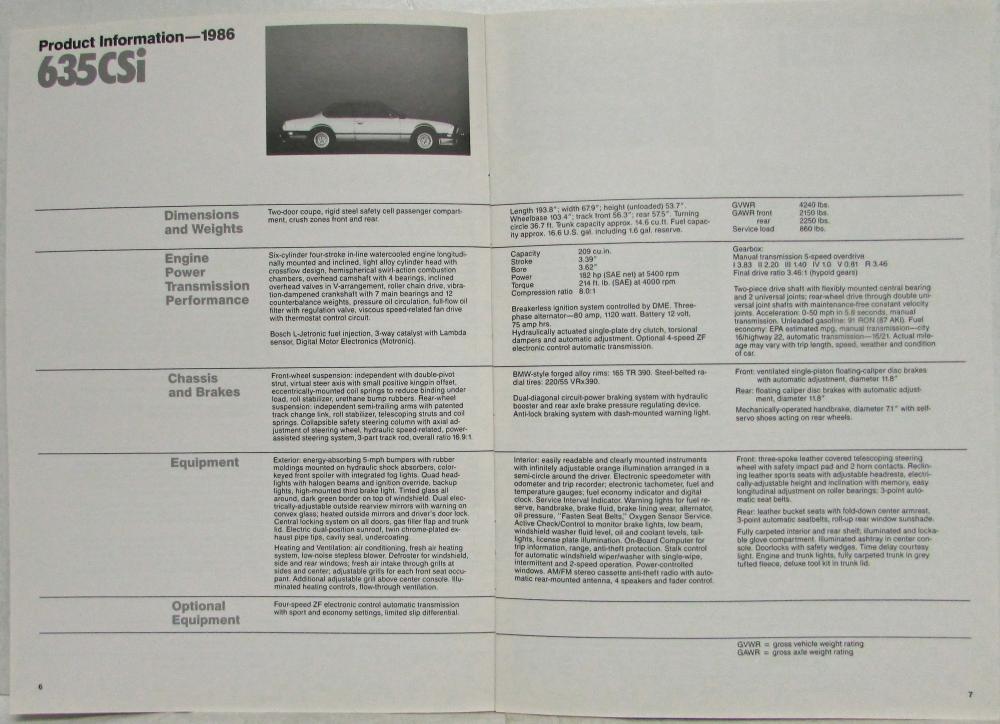 Product Information—1986
635CSi
Dimensions
and Weights
Two-door coupe, rigid steel safety cell passenger compart-
ment, crush zones front and rear.
Length 193.8"; width 67.9"; height (unloaded) 53.7".
Wheelbase 103.4"; track front 56.3"; rear 57.5". Turning
circle 36.7 ft. Trunk capacity approx. 14.6 cu.ft. Fuel capac-
ity approx. 16.6 U.S. gal. including 1.6 gal. reserve.
GVWR 4240 lbs.
GAWR front 2150 lbs.
rear 2250 lbs.
Service load 860 lbs.
Engine
Power
Transmission
Performance
Six-cylinder four-stroke in-line watercooled engine longitudi-
nally mounted and inclined, light alloy cylinder head with
crossflow design, hemispherical swirl-action combustion
chambers, overhead camshaft with 4 bearings, inclined
overhead valves in V-arrangement, roller chain drive, vibra-
tion-dampened crankshaft with 7 main bearings and 12
counterbalance weights, pressure oil circulation, full-flow oil
filter with regulation valve, viscous speed-related fan drive
with thermostat control circuit.
Bosch L-Jetronic fuel injection, 3-way catalyst with Lambda
sensor, Digital Motor Electronics (Motronic).
Capacity 209 cu.in.
Stroke 3.39"
Bore 3.62"
Power 182 hp (SAE net) at 5400 rpm
Torque 214 ft. lb. (SAE) at 4000 rpm
Compression ratio 8.0:1
Breakerless ignition system controlled by DME. Three-
phase alternator—80 amp, 1120 watt. Battery 12 volt,
75 amp hrs.
Hydraulically actuated single-plate dry clutch, torsional
dampers and automatic adjustment. Optional 4-speed ZF
electronic control automatic transmission.
Gearbox:
Manual transmission 5-speed overdrive
I 3.83 II 2.20 III 1.40 IV 1.0 V 0.81 R 3.46
Final drive ratio 3.46:1 (hypoid gears)
Two-piece drive shaft with flexibly mounted central bearing
and 2 universal joints; rear-wheel drive through double uni-
versal joint shafts with maintenance-free constant velocity
joints. Acceleration: 0-50 mph in 5.8 seconds, manual
transmission. Unleaded gasoline: 91 RON (87 AKI). Fuel
economy: EPA estimated mpg, manual transmission—city
16/highway 22, automatic transmission—16/21. Actual mile-
age may vary with trip length, speed, weather and condition
of car.
Chassis
and Brakes
Front-wheel suspension: independent with double-pivot
strut, virtual steer axis with small positive kingpin offset,
eccentrically-mounted coil springs to reduce binding under
load, roll stabilizer, urethane bump rubbers. Rear-wheel
suspension: independent semi-trailing arms with patented
track change link, roll stabilizer, telescoping struts and coil
springs. Collapsible safety steering column with axial ad-
justment of steering wheel, hydraulic speed-related, power-
assisted steering system, 3-part track rod, overall ratio 16.9:1.
BMW-style forged alloy rims: 165 TR 390. Steel-belted ra-
dial tires: 220/55 VRx390.
Dual-diagonal circuit-power braking system with hydraulic
booster and rear axle brake pressure regulating device.
Anti-lock braking system with dash-mounted warning light.
Front: ventilated single-piston floating-caliper disc brakes
with automatic adjustment, diameter 11.8"
Rear: floating caliper disc brakes with automatic adjust-
ment, diameter 11.8"
Mechanically-operated handbrake, diameter 7.1" with self-
servo shoes acting on rear wheels.
Equipment
Exterior: energy-absorbing 5-mph bumpers with rubber
moldings mounted on hydraulic shock absorbers, color-
keyed front spoiler with integrated fog lights. Quad head-
lights with halogen beams and ignition override, backup
lights, high-mounted third brake light. Tinted glass all
around, dark green border on top of windshield. Dual elec-
trically-adjustable outside rearview mirrors with warning on
convex glass; heated outside mirrors and driver's door lock.
Central locking system on all doors, gas filler flap and trunk
lid. Electric dual-position sunroof, twin chrome-plated ex-
haust pipe tips, cavity seal, undercoating.
Heating and Ventilation: air conditioning, fresh air heating
system, low-noise stepless blower. Defroster for windshield,
side and rear windows; fresh air intake through grills at
sides and center; adjustable grills for each front seat occu-
pant. Additional adjustable grill above center console. Illu-
minated heating controls, flow-through ventilation.
Interior: easily readable and clearly mounted instruments
with infinitely adjustable orange illumination arranged in a
semi-circle around the driver. Electronic speedometer with
odometer and trip recorder; electronic tachometer, fuel and
temperature gauges; fuel economy indicator and digital
clock. Service Interval Indicator. Warning lights for fuel re-
serve, handbrake, brake fluid, brake lining wear, alternator,
oil pressure, "Fasten Seat Belts," Oxygen Sensor Service.
Active Check/Control to monitor brake lights, low beam,
windshield washer fluid level, oil and coolant levels, tail-
lights, license plate illumination. On-Board Computer for
trip information, range, anti-theft protection. Stalk control
for automatic windshield wiper/washer with single-wipe,
intermittent and 2-speed operation. Power-controlled
windows. AM/FM stereo cassette anti-theft radio with auto-
matic rear-mounted antenna, 4 speakers and fader control.
Front: three-spoke leather covered telescoping steering
wheel with safety impact pad and 2 horn contacts. Reclin-
ing leather sports seats with adjustable headrests, electri-
cally-adjustable height and inclination with memory, easy
longitudinal adjustment on roller bearings; 3-point auto-
matic seat belts.
Rear: leather bucket seats with fold-down center armrest,
3-point automatic seatbelts, roll-up rear window sunshade.
Fully carpeted interior and rear shelf; illuminated and locka-
ble glove compartment. Illuminated ashtray in center con-
sole. Doorlocks with safety wedges. Time delay courtesy
light. Engine and trunk lights, fully carpeted trunk in grey
tufted fleece, deluxe tool kit in trunk lid.
Optional
Equipment
Four-speed ZF electronic control automatic transmission
with sport and economy settings, limited slip differential.
GVWR = gross vehicle weight rating
GAWR = gross axle weight rating
6
7